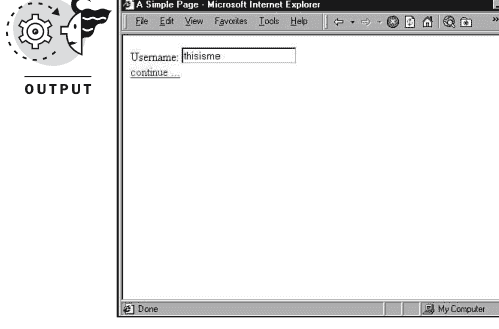 A Simple Page - Microsoft Internet Explorer
File Edit View Favorites Tools Help »
Username: thisisme
continue ...
OUTPUT
Done My Computer